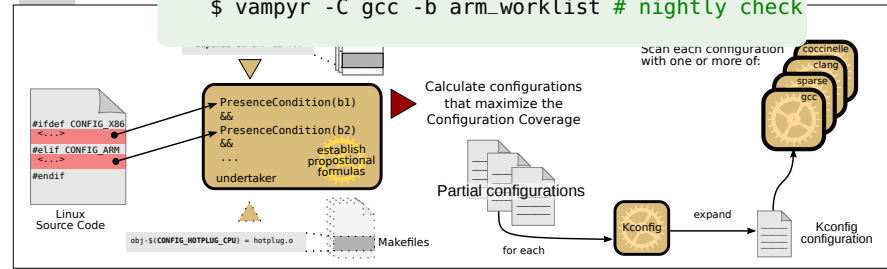 $ vampyr -C gcc -b arm_worklist # nightly check
Scan each configuration
with one or more of:
coccinelle
clang
sparse
gcc
#ifdef CONFIG_X86
<...>
#elif CONFIG_ARM
<...>
#endif
Linux
Source Code
PresenceCondition(b1)
&&
PresenceCondition(b2)
&&
...
establish
propostional
formulas
undertaker
Calculate configurations
that maximize the
Configuration Coverage
Partial configurations
obj-$(CONFIG_HOTPLUG_CPU) = hotplug.o
Makefiles
for each
Kconfig
expand
Kconfig
configuration